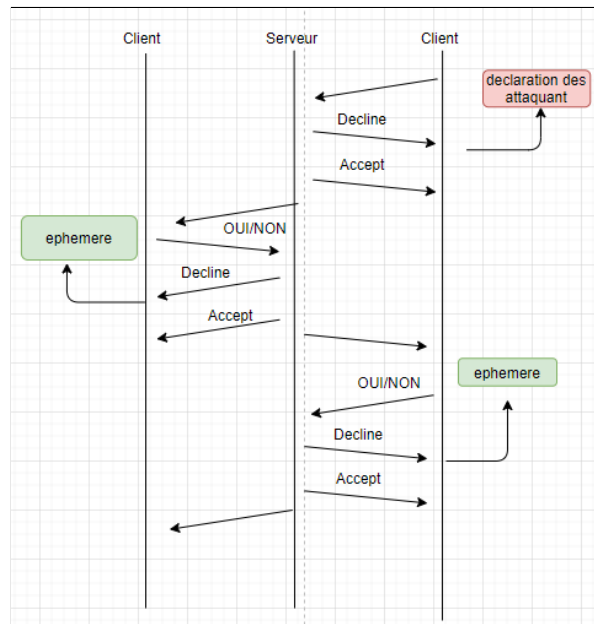 Client
Serveur
Client
declaration des
attaquant
Decline
Accept
OUI/NON
ephemere
Decline
Accept
ephemere
OUI/NON
Decline
Accept